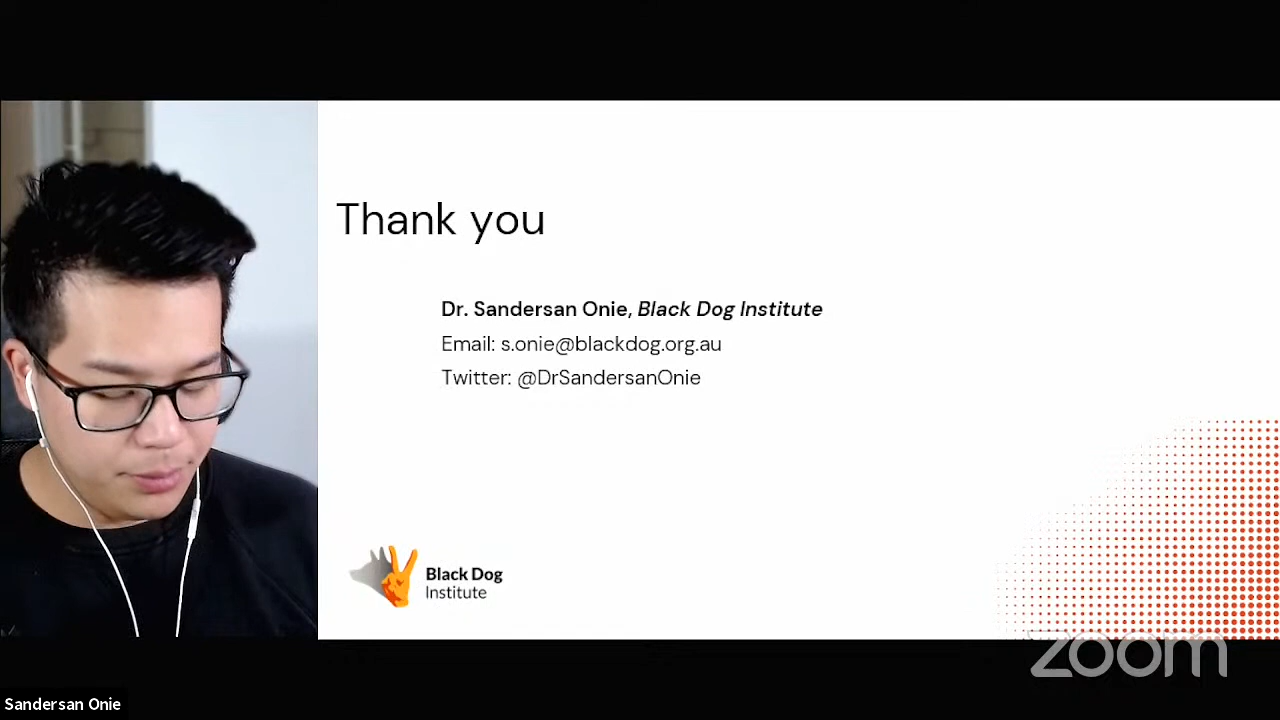 Thank you
Dr. Sandersan Onie, Black Dog Institute
Email: s.onie@blackdog.org.au
Twitter: @DrSandersanOnie
Black Dog
Institute
zoom
Sandersan Onie